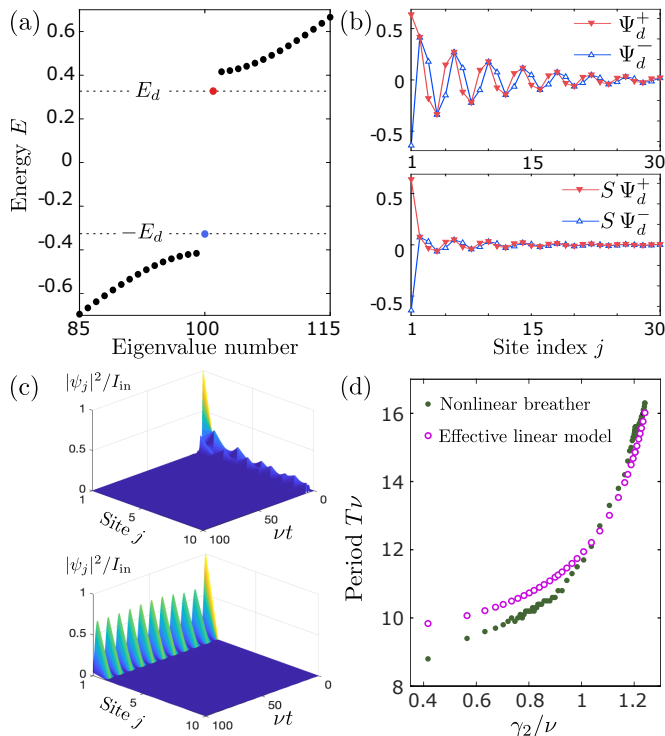 (a)
Energy E
0.6
0.4
0.2
0
-0.2
-0.4
-0.6
E_d
−E_d
85
100
115
Eigenvalue number
(b)
Ψ_d^+
Ψ_d^−
0.5
0
-0.5
1
15
30
S Ψ_d^+
S Ψ_d^−
0.5
0
-0.5
1
15
30
Site index j
(c)
|ψ_j|²/I_in
1
0.5
0
1
5
10
Site j
100
50
0
νt
|ψ_j|²/I_in
1
0.5
0
1
5
10
Site j
100
50
0
νt
(d)
Nonlinear breather
Effective linear model
Period Tν
16
14
12
10
8
0.4
0.6
0.8
1
1.2
γ₂/ν